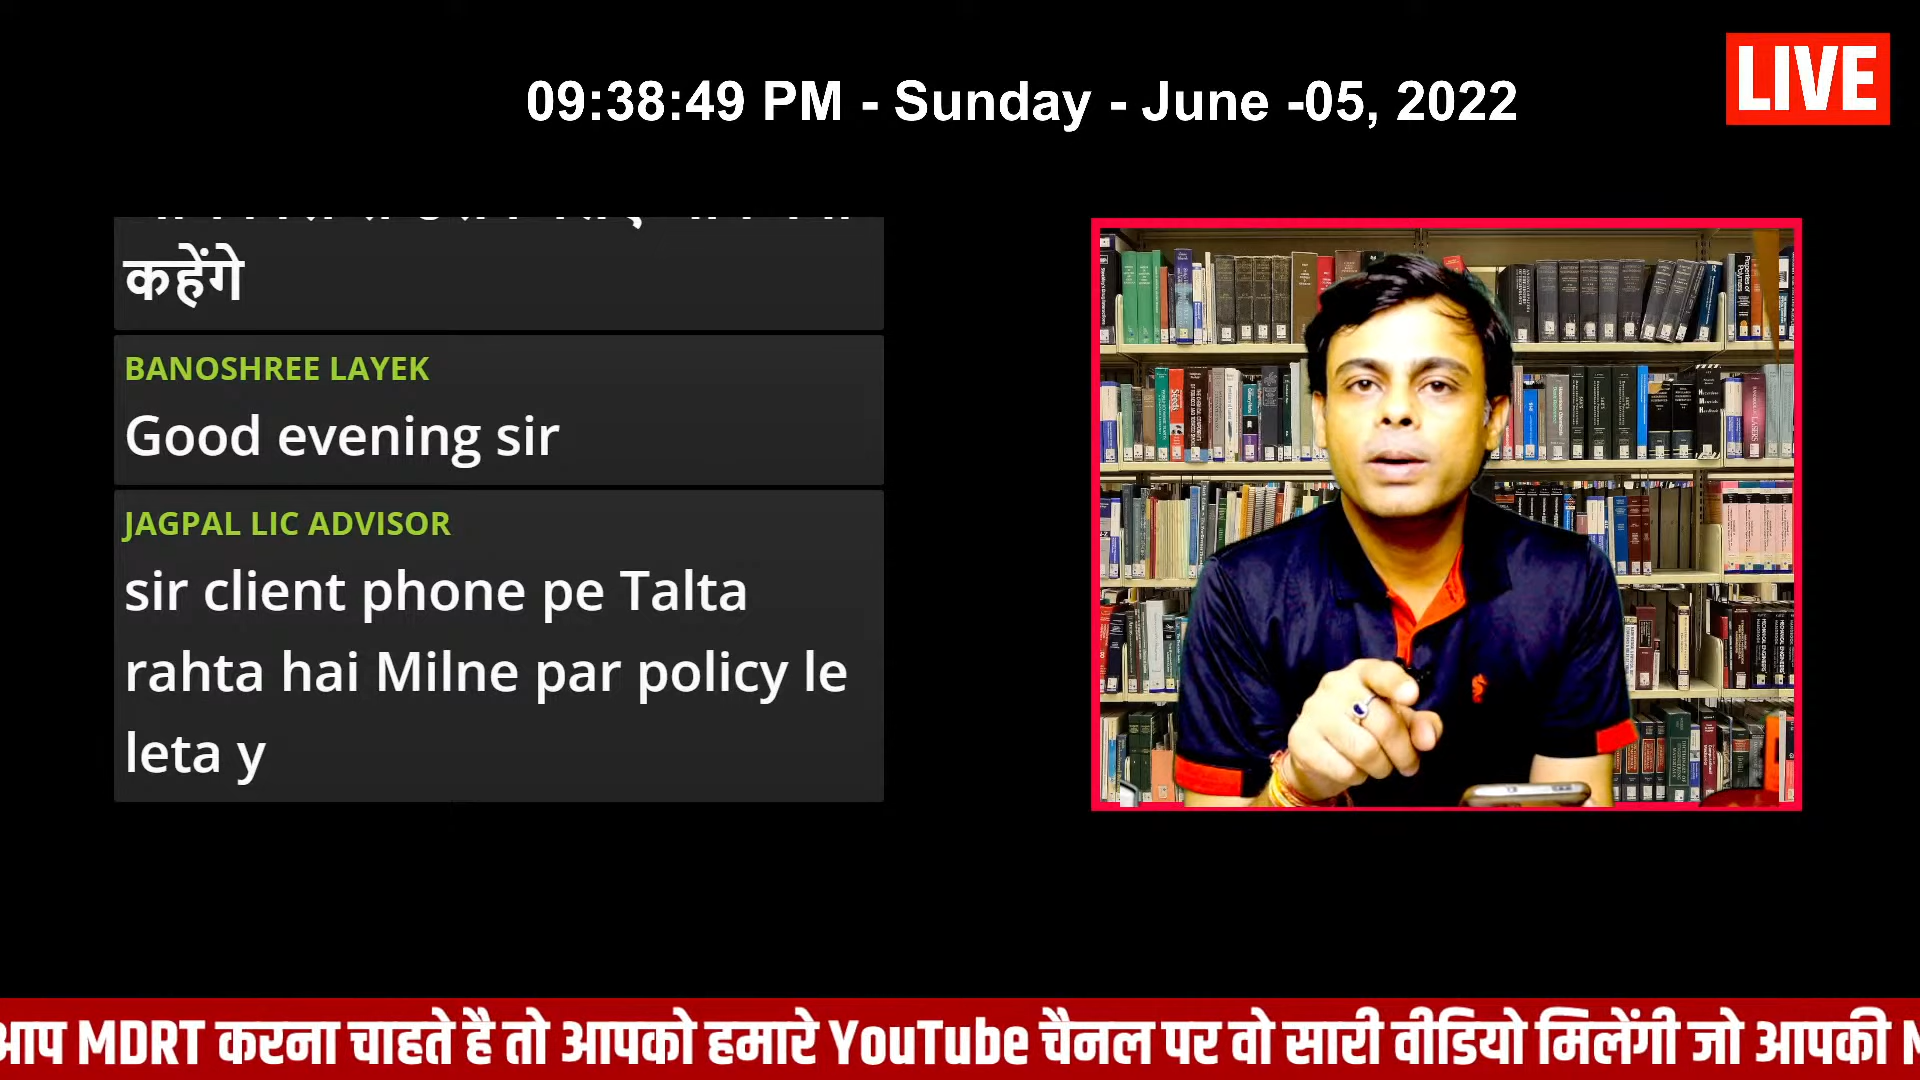 LIVE
09:38:49 PM - Sunday - June -05, 2022
कहेंगे
BANOSHREE LAYEK
Good evening sir
JAGPAL LIC ADVISOR
sir client phone pe Talta
rahta hai Milne par policy le
leta y
आप MDRT करना चाहते है तो आपको हमारे YouTube चैनल पर वो सारी वीडियो मिलेंगी जो आपकी